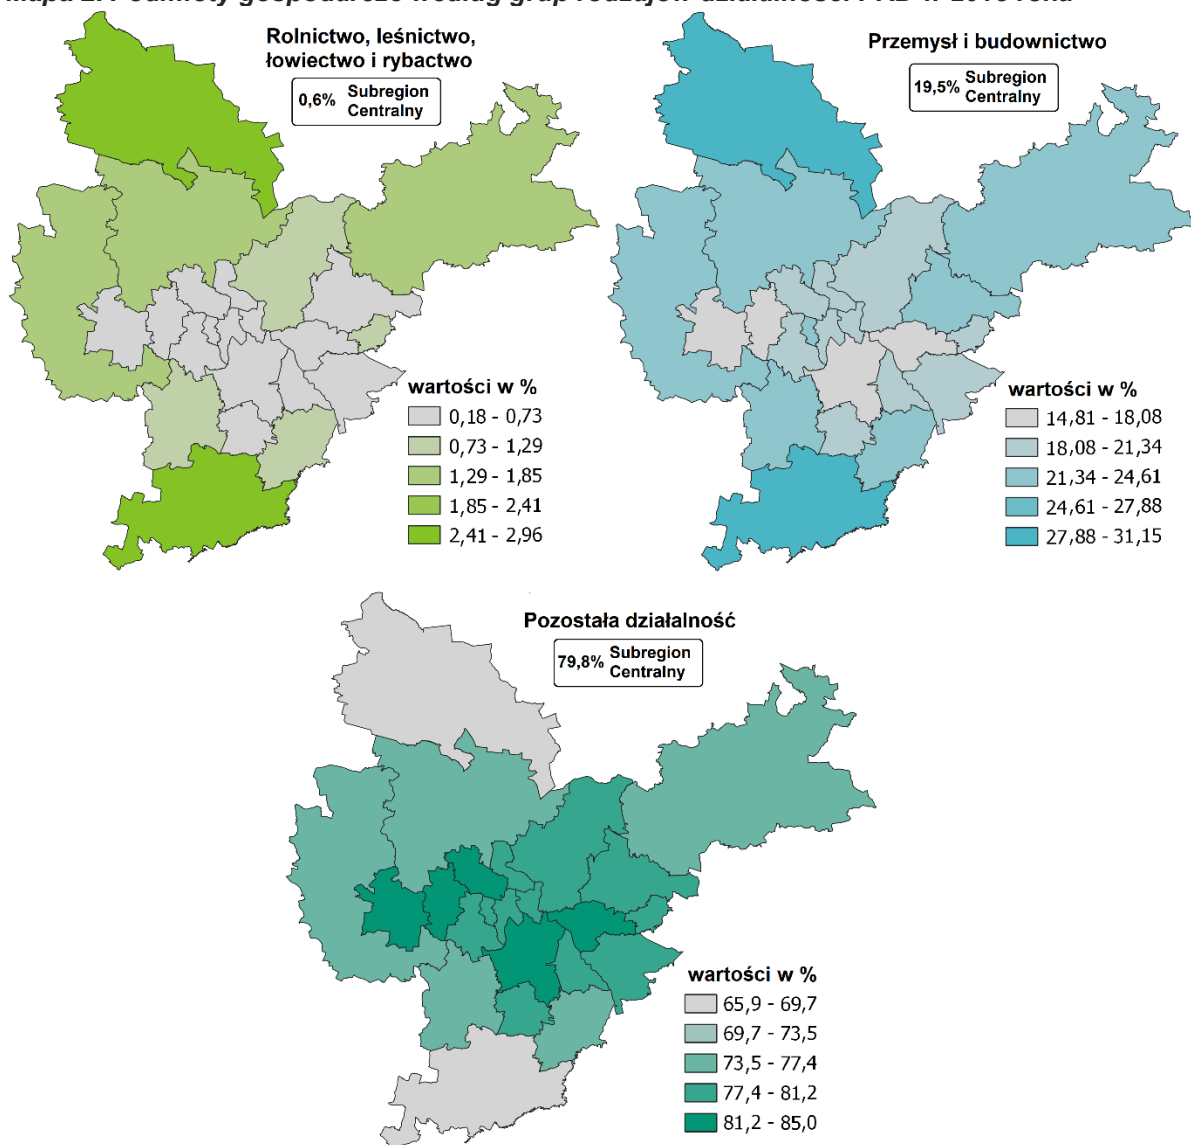 Rolnictwo, leśnictwo,
łowiectwo i rybactwo
0,6% Subregion
Centralny
wartości w %
0,18 - 0,73
0,73 - 1,29
1,29 - 1,85
1,85 - 2,41
2,41 - 2,96
Przemysł i budownictwo
19,5% Subregion
Centralny
wartości w %
14,81 - 18,08
18,08 - 21,34
21,34 - 24,61
24,61 - 27,88
27,88 - 31,15
Pozostała działalność
79,8% Subregion
Centralny
wartości w %
65,9 - 69,7
69,7 - 73,5
73,5 - 77,4
77,4 - 81,2
81,2 - 85,0